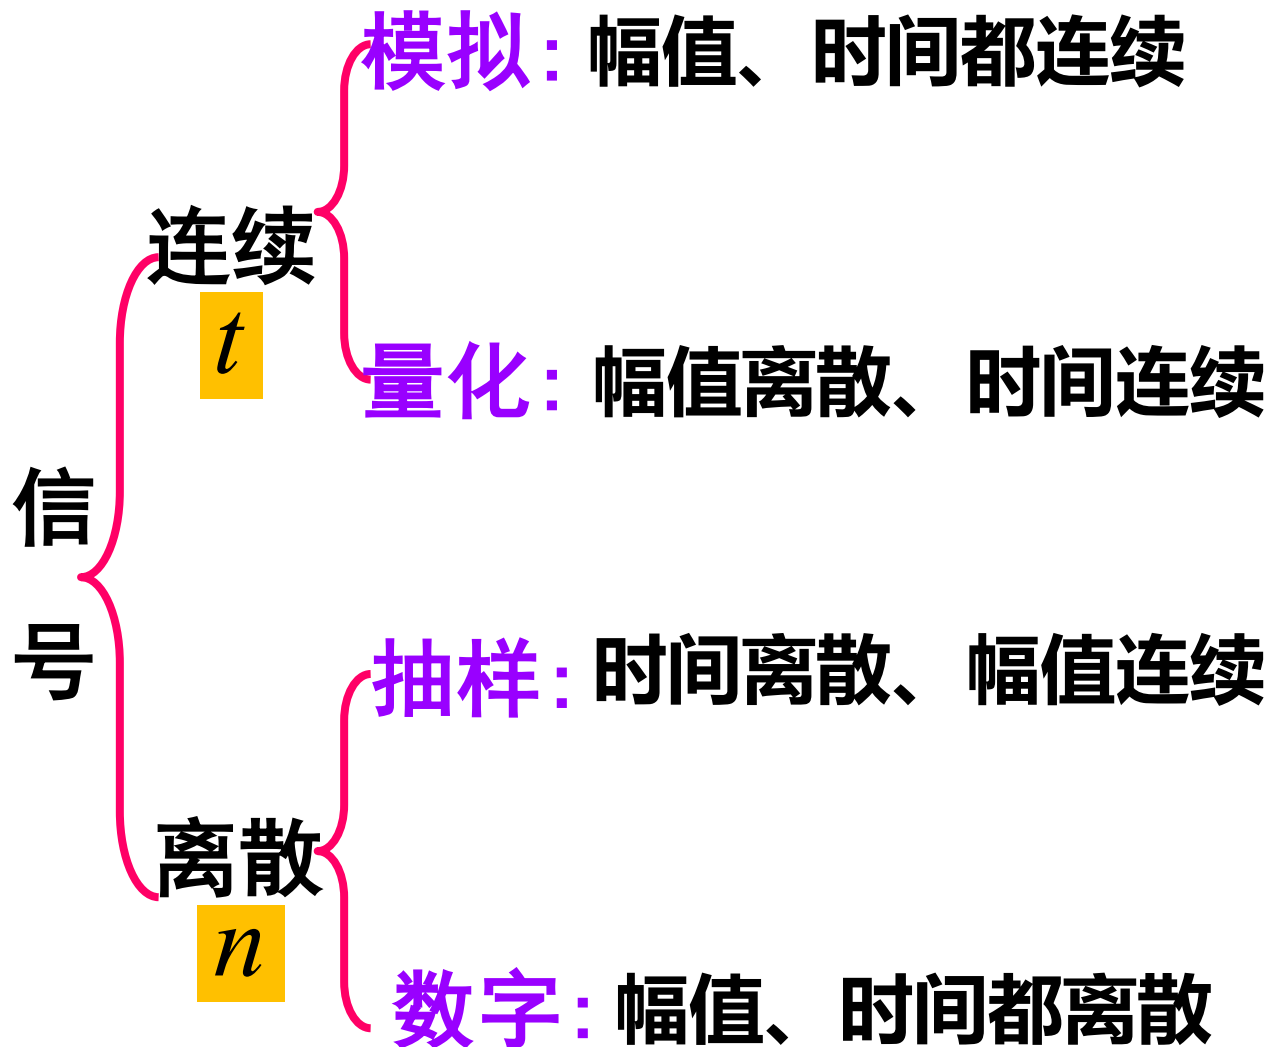 模拟：幅值、时间都连续
连续
t
量化：幅值离散、时间连续
信
号
抽样：时间离散、幅值连续
离散
n
数字：幅值、时间都离散